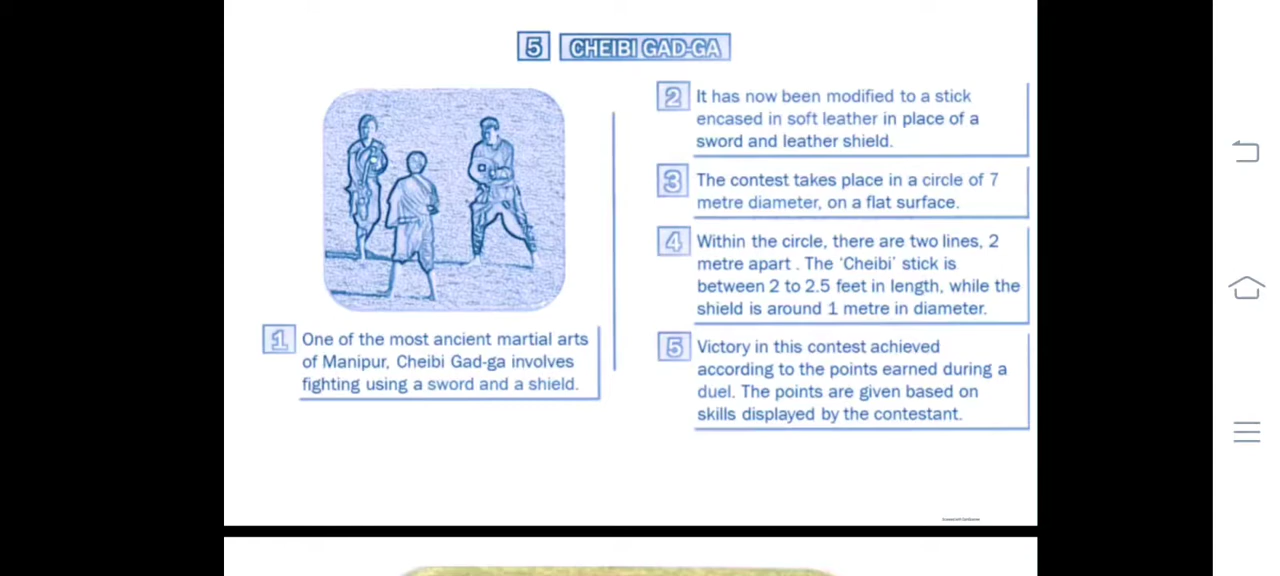 5 CHEIBI GAD-GA
1 One of the most ancient martial arts
of Manipur, Cheibi Gad-ga involves
fighting using a sword and a shield.
2 It has now been modified to a stick
encased in soft leather in place of a
sword and leather shield.
3 The contest takes place in a circle of 7
metre diameter, on a flat surface.
4 Within the circle, there are two lines, 2
metre apart . The ‘Cheibi’ stick is
between 2 to 2.5 feet in length, while the
shield is around 1 metre in diameter.
5 Victory in this contest achieved
according to the points earned during a
duel. The points are given based on
skills displayed by the contestant.